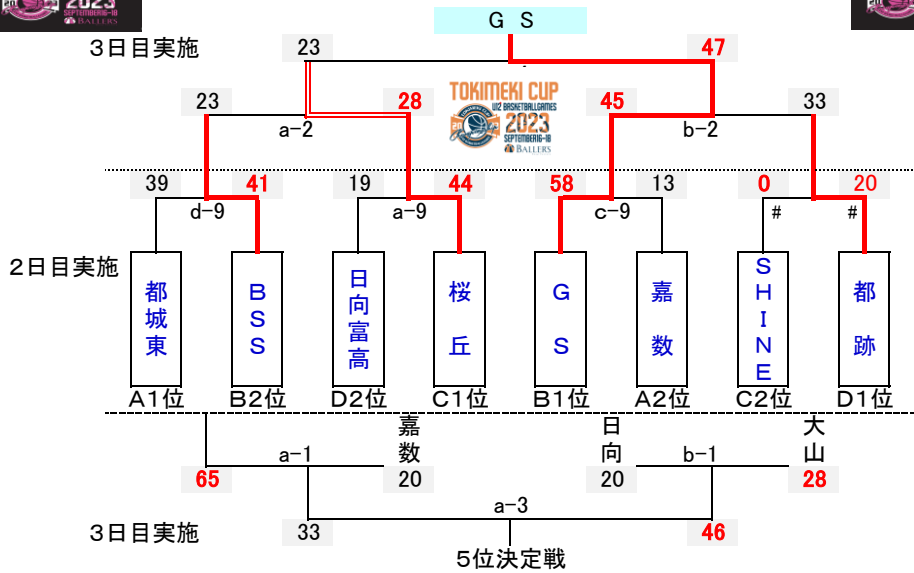 2023
SEPTEMBER16-18
BALLERS
G S
3日目実施
23
47
23
28
45
33
TOKIMEKI CUP
U12 BASKETBALLGAMES
2023
SEPTEMBER16-18
BALLERS
a-2
b-2
39
41
19
44
58
13
0
20
d-9
a-9
c-9
#
#
2日目実施
都城東
BSS
日向富高
桜丘
GS
嘉数
SHINE
都跡
A1位
B2位
D2位
C1位
B1位
A2位
C2位
D1位
嘉数
日向
大山
a-1
b-1
65
20
20
28
a-3
3日目実施
33
46
5位決定戦